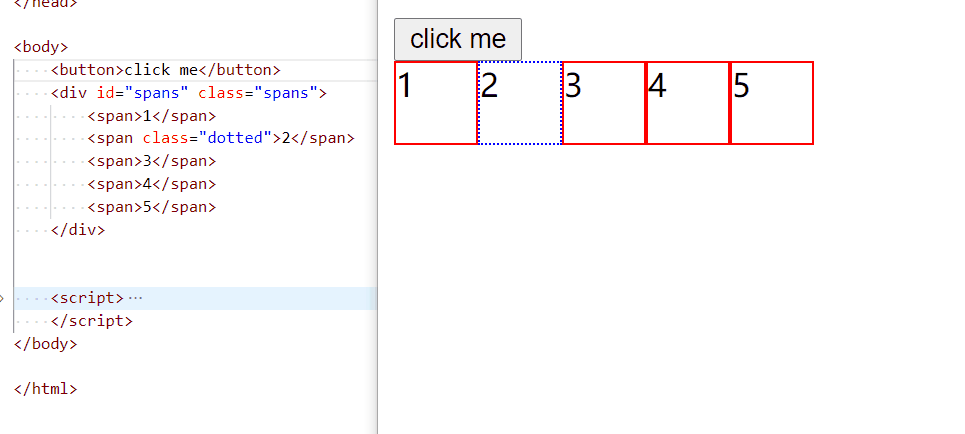 </head>
<body>
<button>click me</button>
<div id="spans" class="spans">
<span>1</span>
<span class="dotted">2</span>
<span>3</span>
<span>4</span>
<span>5</span>
</div>
<script>…
</script>
</body>
</html>
click me
1 2 3 4 5